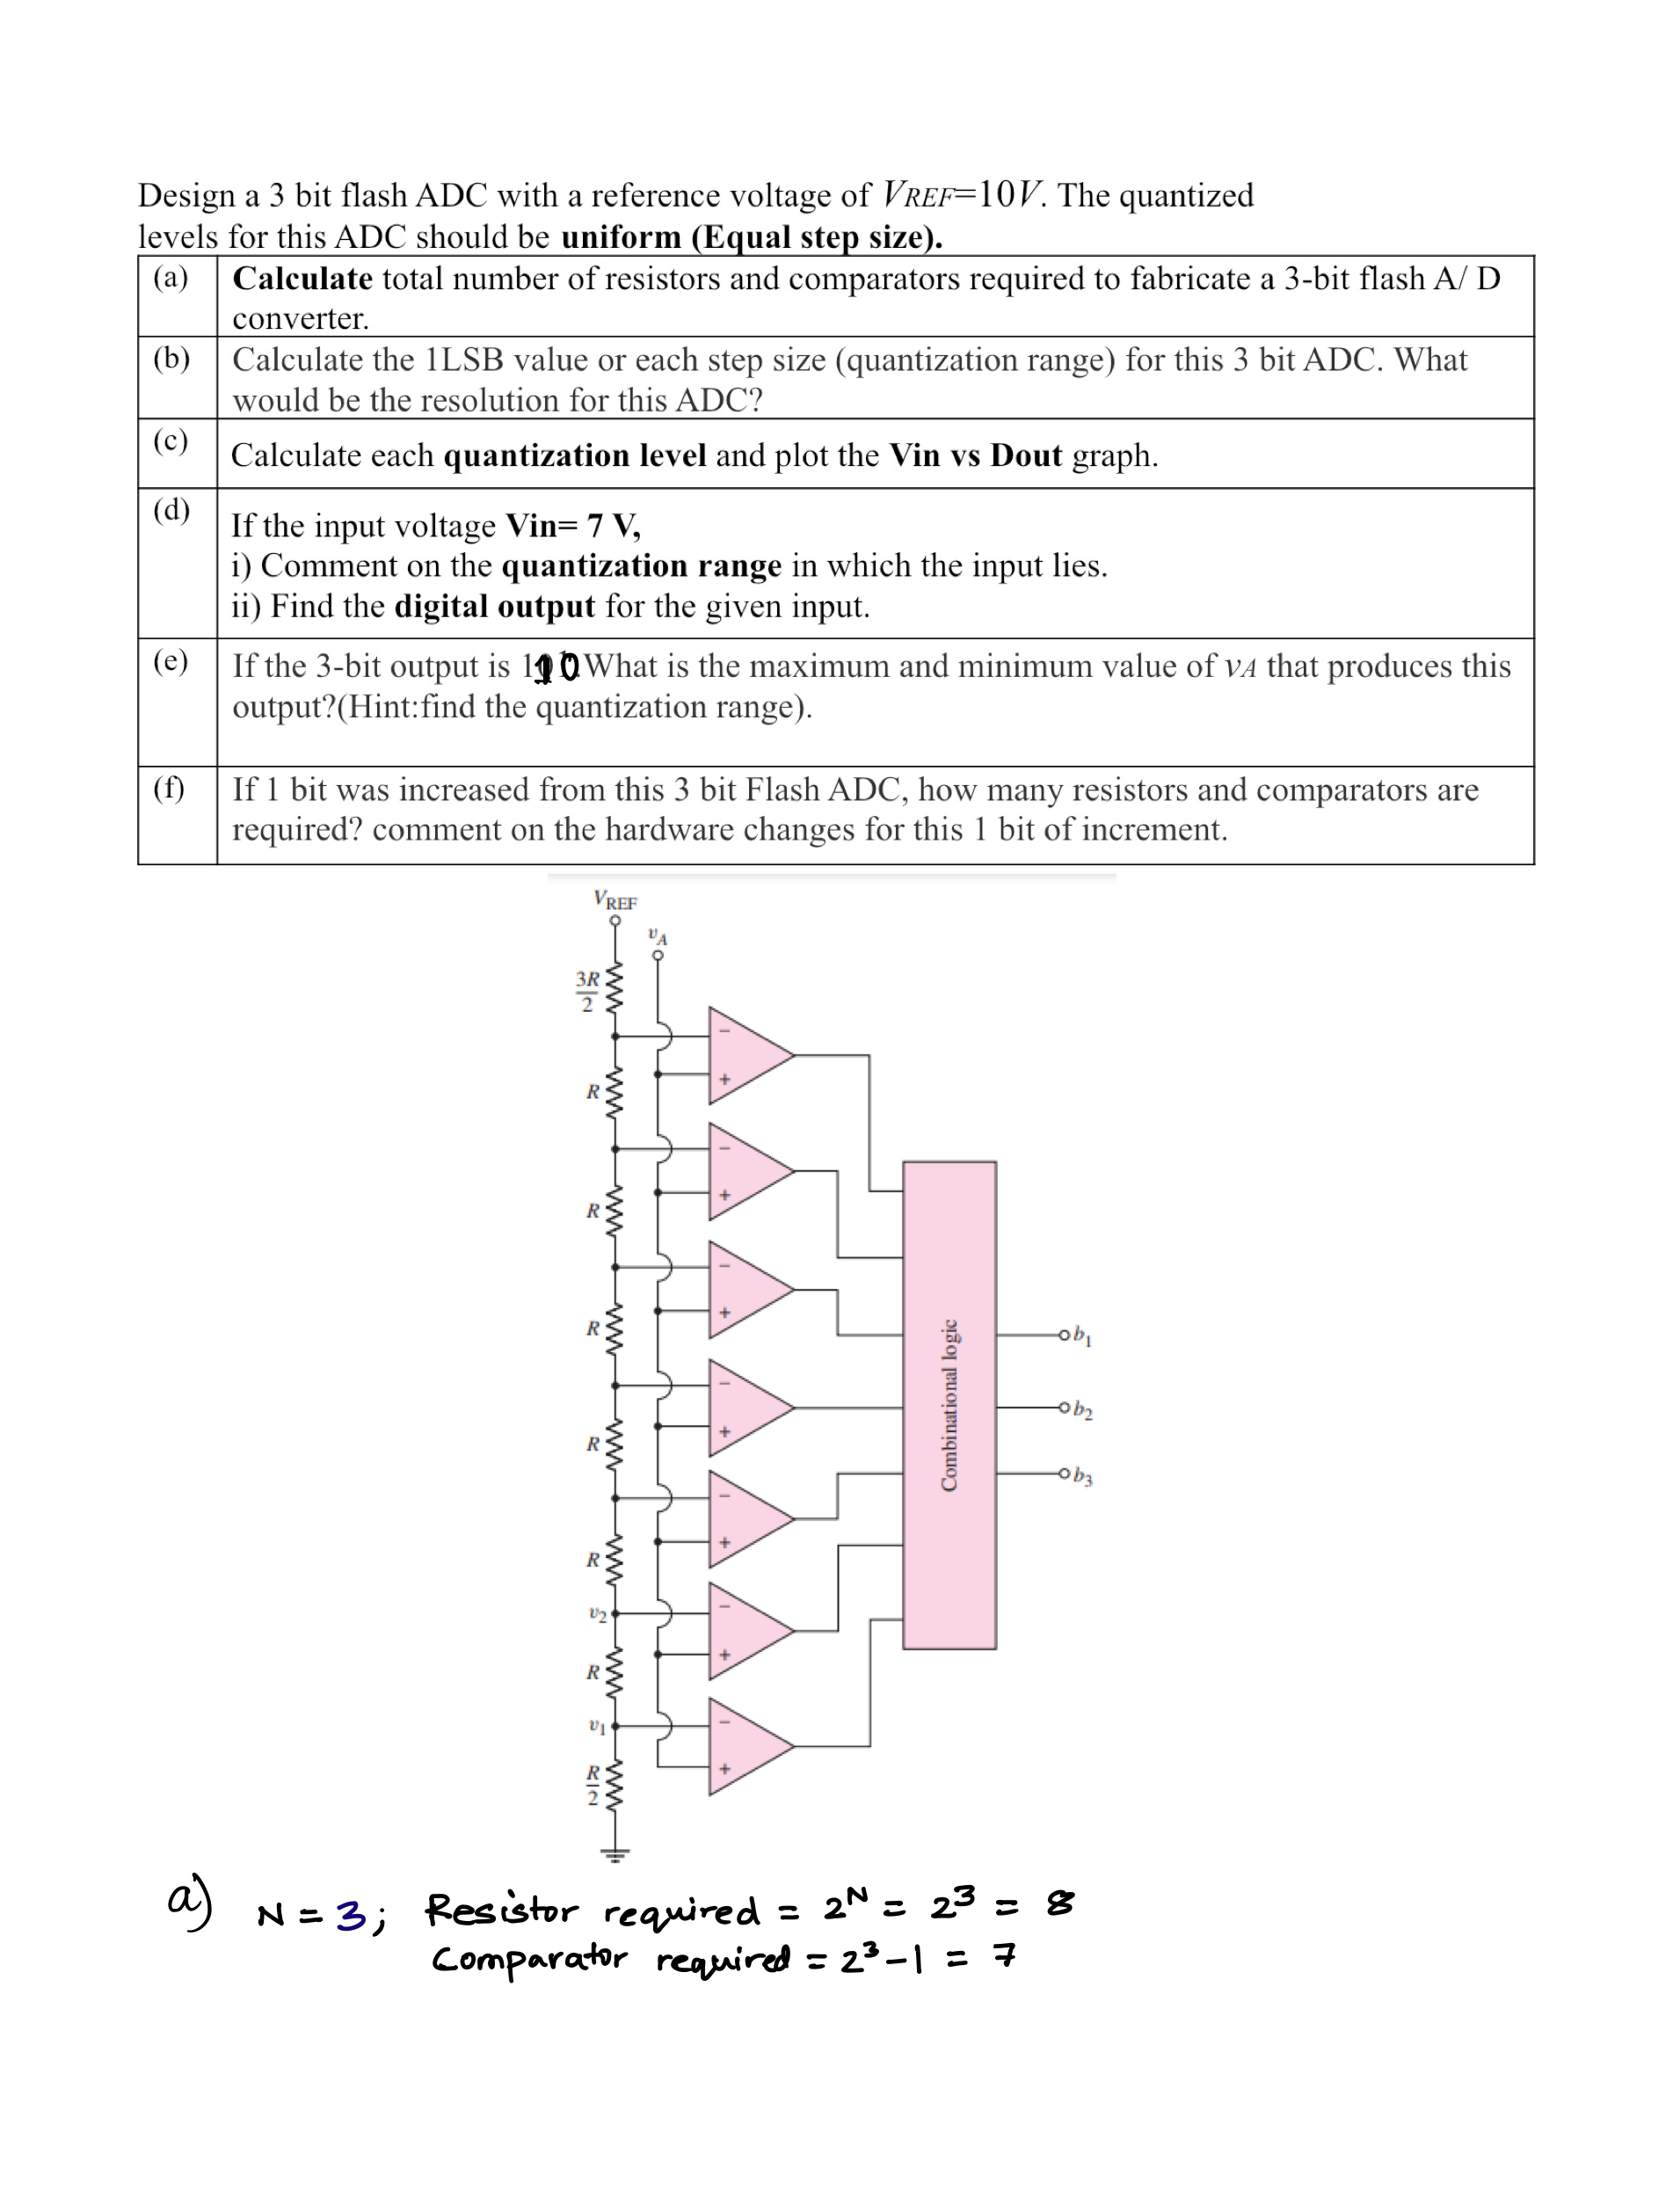 Design a 3 bit flash ADC with a reference voltage of VREF=10V. The quantized
levels for this ADC should be uniform (Equal step size).
(a) Calculate total number of resistors and comparators required to fabricate a 3-bit flash A/ D
converter.
(b) Calculate the 1LSB value or each step size (quantization range) for this 3 bit ADC. What
would be the resolution for this ADC?
(c) Calculate each quantization level and plot the Vin vs Dout graph.
(d) If the input voltage Vin= 7 V,
i) Comment on the quantization range in which the input lies.
ii) Find the digital output for the given input.
(e) If the 3-bit output is 110 What is the maximum and minimum value of vA that produces this
output?(Hint:find the quantization range).
(f) If 1 bit was increased from this 3 bit Flash ADC, how many resistors and comparators are
required? comment on the hardware changes for this 1 bit of increment.
VREF
vA
3R
2
−
+
R
−
+
R
−
+
R
−
+
R
−
+
R
v2
−
+
R
v1
−
+
R
2
Combinational logic
b1
b2
b3
a) N = 3; Resistor required = 2^N = 2^3 = 8
Comparator required = 2^3 - 1 = 7